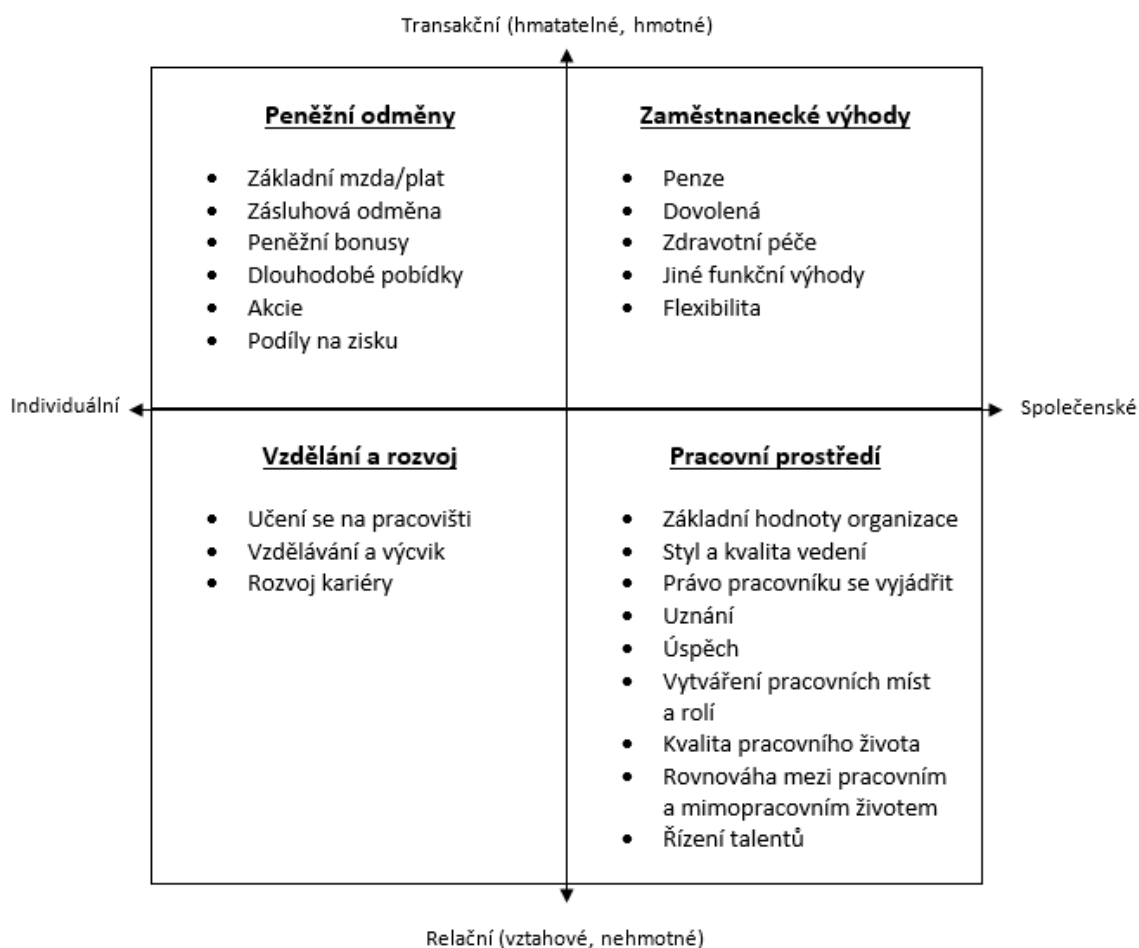 Transakční (hmatatelné, hmotné)
Peněžní odměny
Základní mzda/plat
Zásluhová odměna
Peněžní bonusy
Dlouhodobé pobídky
Akcie
Podíly na zisku
Zaměstnanecké výhody
Penze
Dovolená
Zdravotní péče
Jiné funkční výhody
Flexibilita
Individuální
Společenské
Vzdělání a rozvoj
Učení se na pracovišti
Vzdělávání a výcvik
Rozvoj kariéry
Pracovní prostředí
Základní hodnoty organizace
Styl a kvalita vedení
Právo pracovníku se vyjádřit
Uznání
Úspěch
Vytváření pracovních míst
a rolí
Kvalita pracovního života
Rovnováha mezi pracovním
a mimopracovním životem
Řízení talentů
Relační (vztahové, nehmotné)